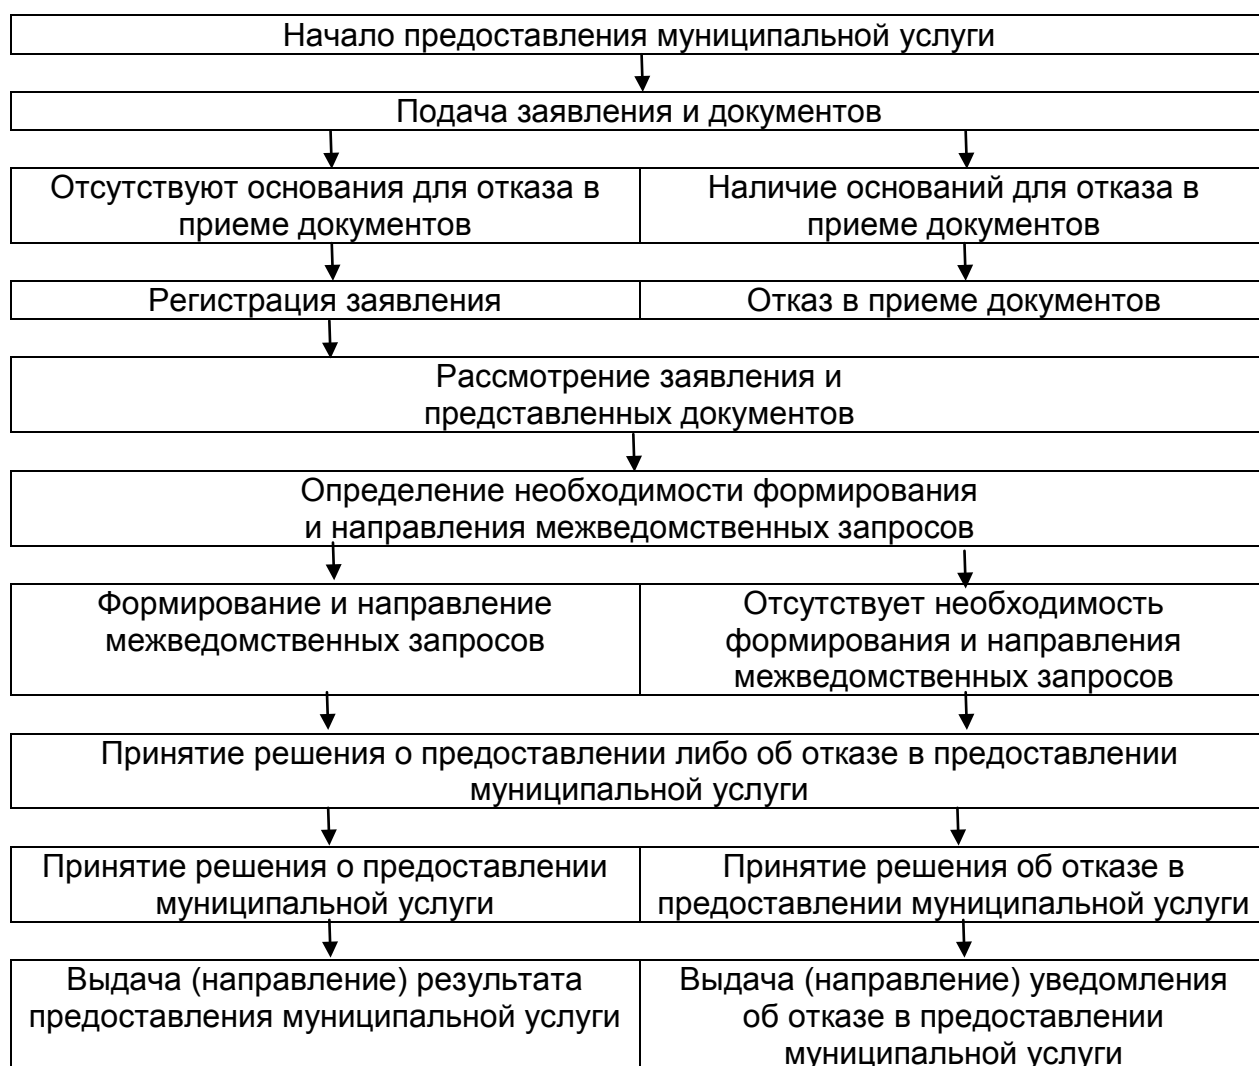 Начало предоставления муниципальной услуги
Подача заявления и документов
Отсутствуют основания для отказа в
приеме документов
Наличие оснований для отказа в
приеме документов
Регистрация заявления
Отказ в приеме документов
Рассмотрение заявления и
представленных документов
Определение необходимости формирования
и направления межведомственных запросов
Формирование и направление
межведомственных запросов
Отсутствует необходимость
формирования и направления
межведомственных запросов
Принятие решения о предоставлении либо об отказе в предоставлении
муниципальной услуги
Принятие решения о предоставлении
муниципальной услуги
Принятие решения об отказе в
предоставлении муниципальной услуги
Выдача (направление) результата
предоставления муниципальной услуги
Выдача (направление) уведомления
об отказе в предоставлении
муниципальной услуги